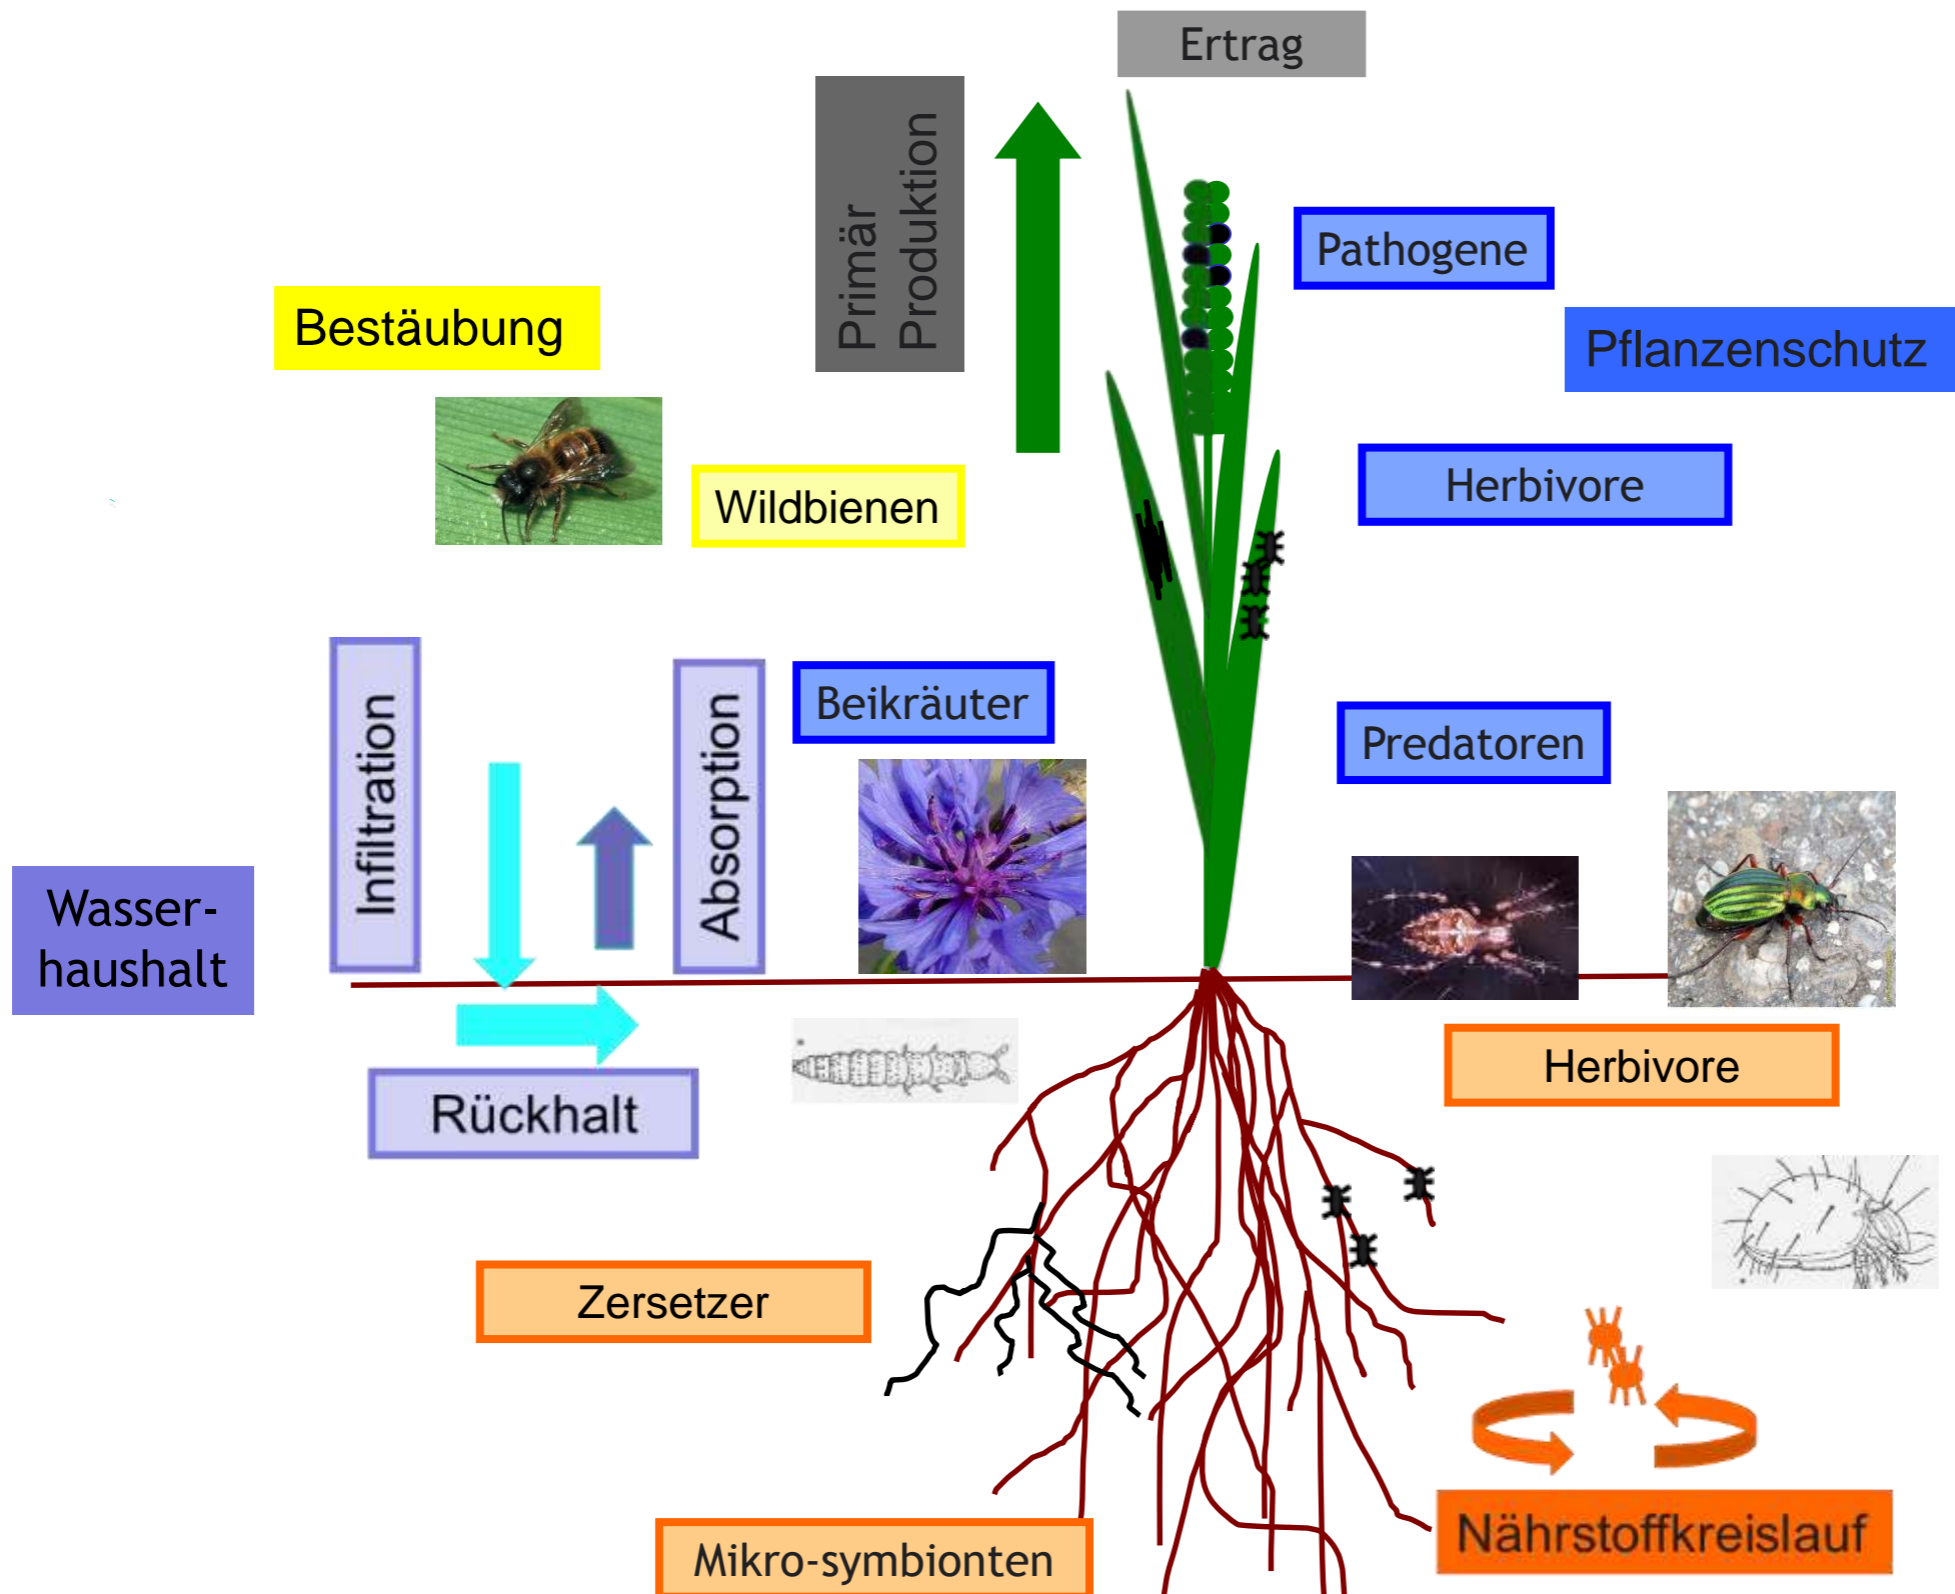 Ertrag
Primär
Produktion
Pathogene
Bestäubung
Pflanzenschutz
Herbivore
Wildbienen
Infiltration
Absorption
Beikräuter
Predatoren
Wasser-
haushalt
Herbivore
Rückhalt
Zersetzer
Nährstoffkreislauf
Mikro-symbionten